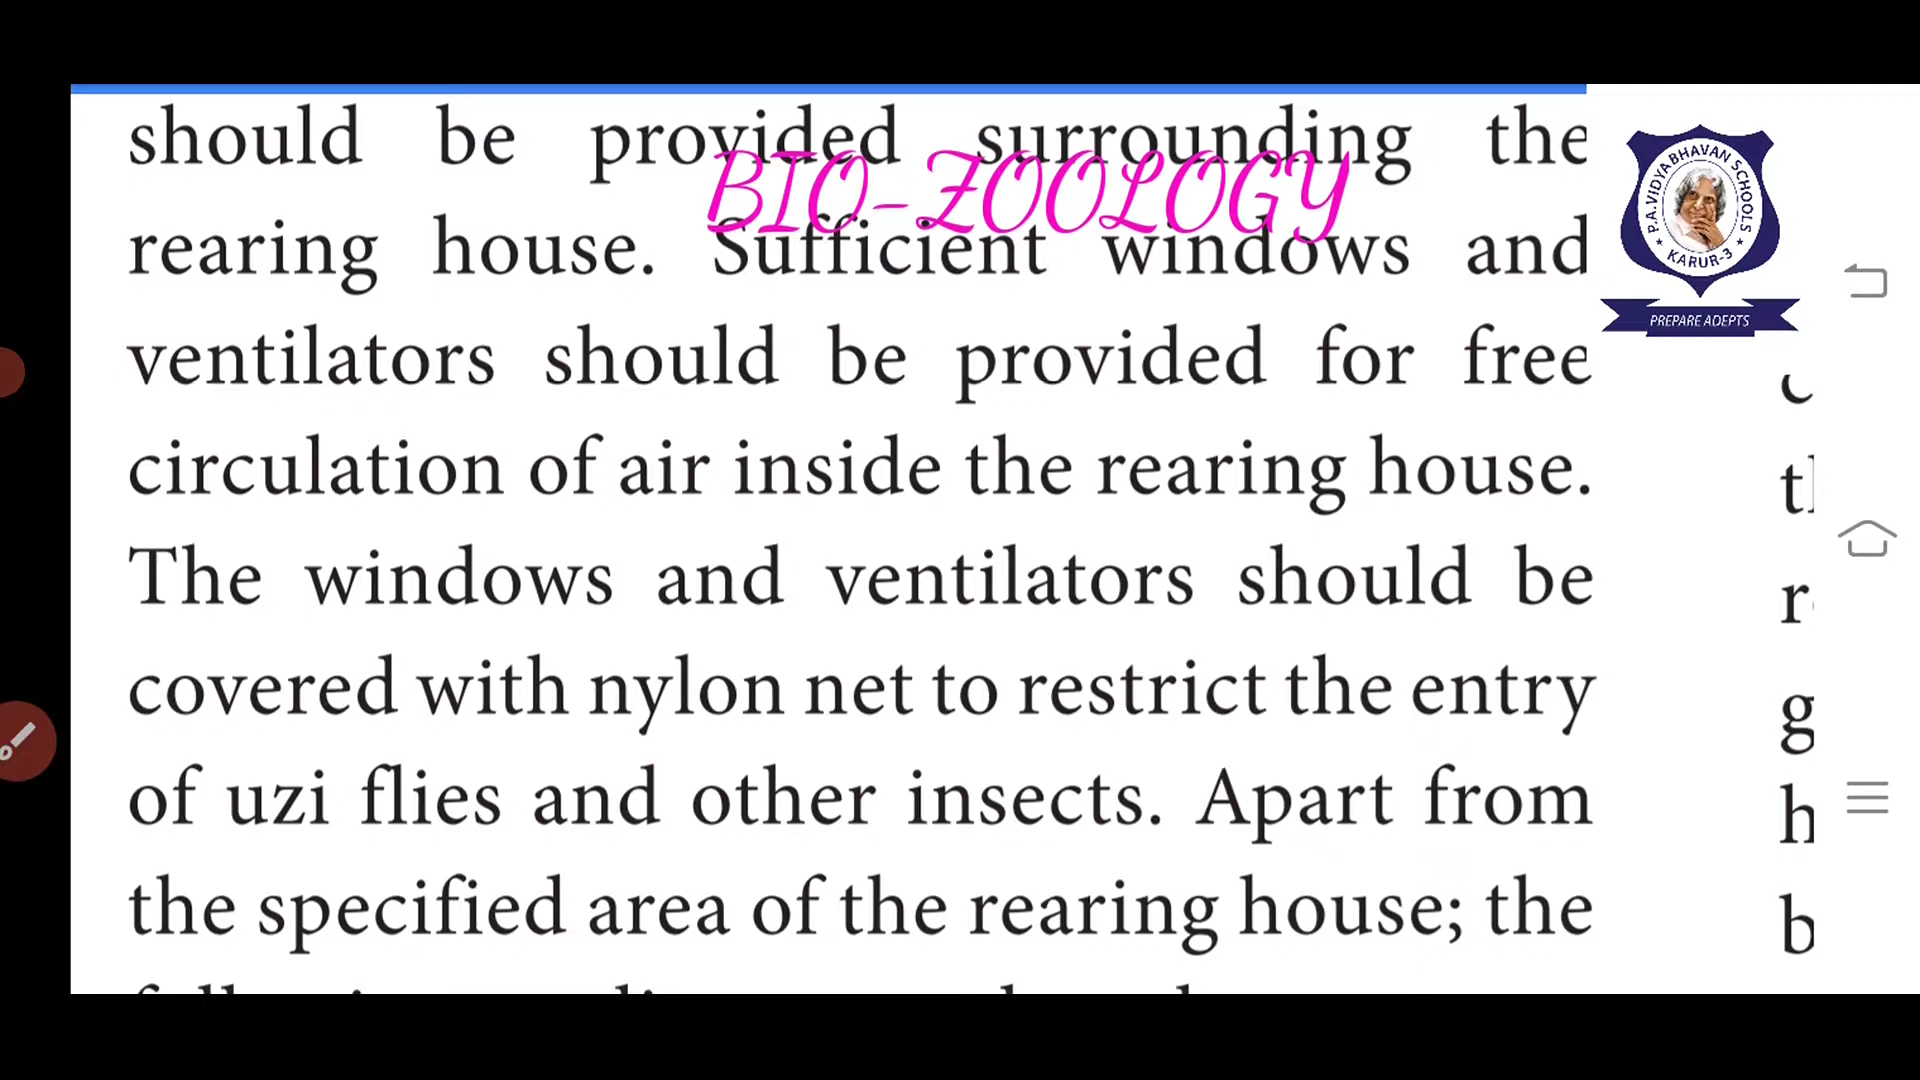 should be provided surrounding the
BIO-ZOOLOGY
rearing house. Sufficient windows and
ventilators should be provided for free
circulation of air inside the rearing house.
The windows and ventilators should be
covered with nylon net to restrict the entry
of uzi flies and other insects. Apart from
the specified area of the rearing house; the
P.A.VIDYABHAVAN SCHOOLS
KARUR-3
PREPARE ADEPTS